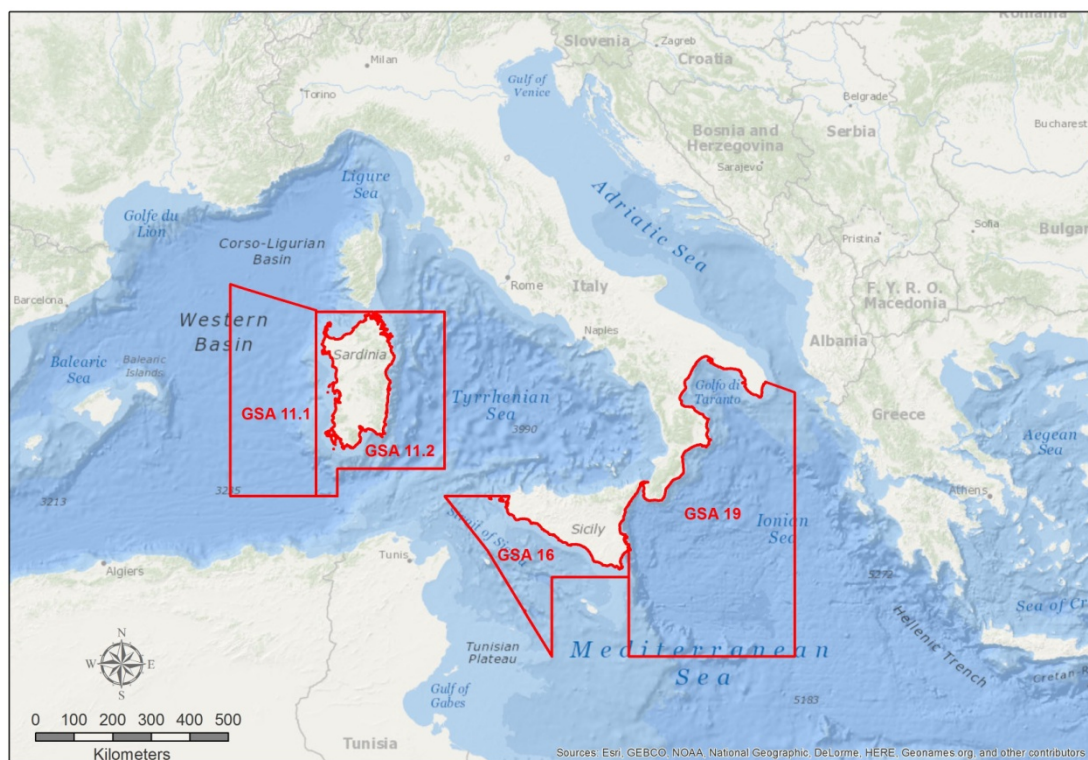 Romania
Slovenia
Zagreb
Croatia
Milan
Torino
Gulf of
Venice
Belgrade
Bosnia and
Herzegovina
Serbia
Bucharest
Sarajevo
Ligure
Sea
Golfe du
Lion
Adriatic Sea
Corso-Ligurian
Basin
Pristina
Sofia
Bulgar
Barcelona
Rome
Italy
F. Y. R. O.
Macedonia
Western
Basin
Naples
Albania
Sardinia
Balearic
Sea
Balearic
Islands
Golfo di
Taranto
GSA 11.1
Tyrrhenian
Sea
Greece
3990
GSA 11.2
Aegean
Sea
3213
Athens
GSA 19
Ionian
Sea
Sicily
GSA 16
Algiers
Tunis
5272
Sea of Cr
Hellenic Trench
N
W
E
S
Tunisian
Plateau
Mediterranean
Sea
Cretan R
Gulf of
Gabes
5183
0 100 200 300 400 500
Kilometers
Tunisia
Sources: Esri, GEBCO, NOAA, National Geographic, DeLorme, HERE, Geonames.org, and other contributors